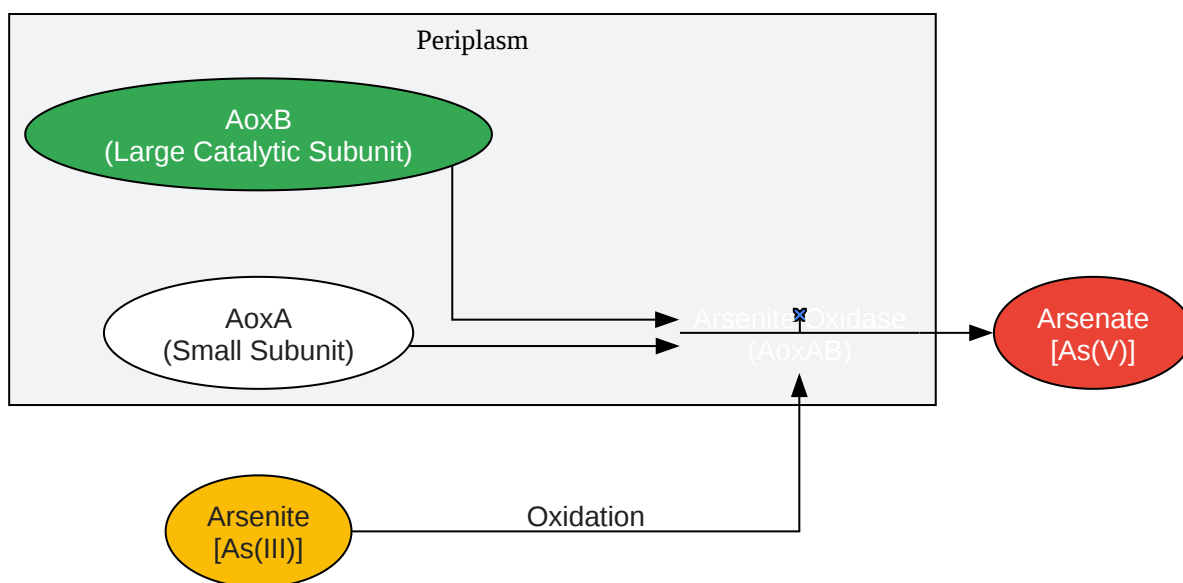 Periplasm
AoxB
(Large Catalytic Subunit)
AoxA
(Small Subunit)
Arsenite Oxidase
(AoxAB)
Arsenate
[As(V)]
Arsenite
[As(III)]
Oxidation